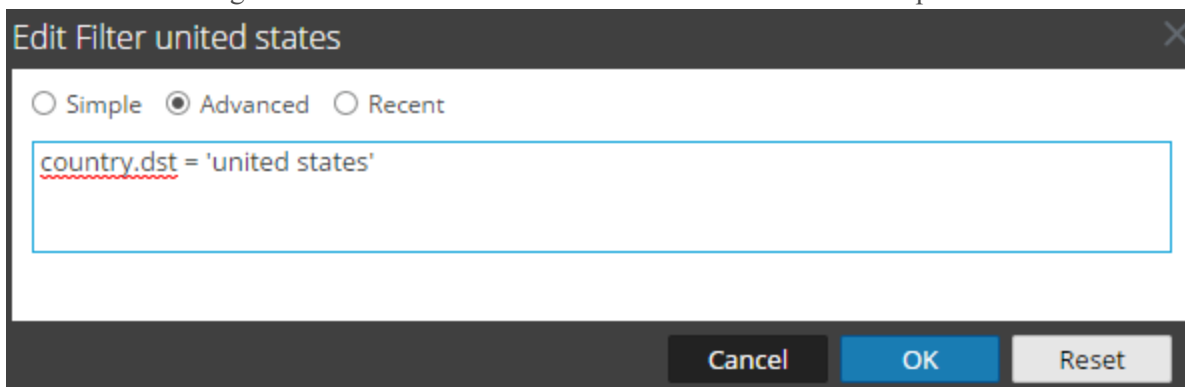 Edit Filter united states
Simple Advanced Recent
country.dst = 'united states'
Cancel OK Reset